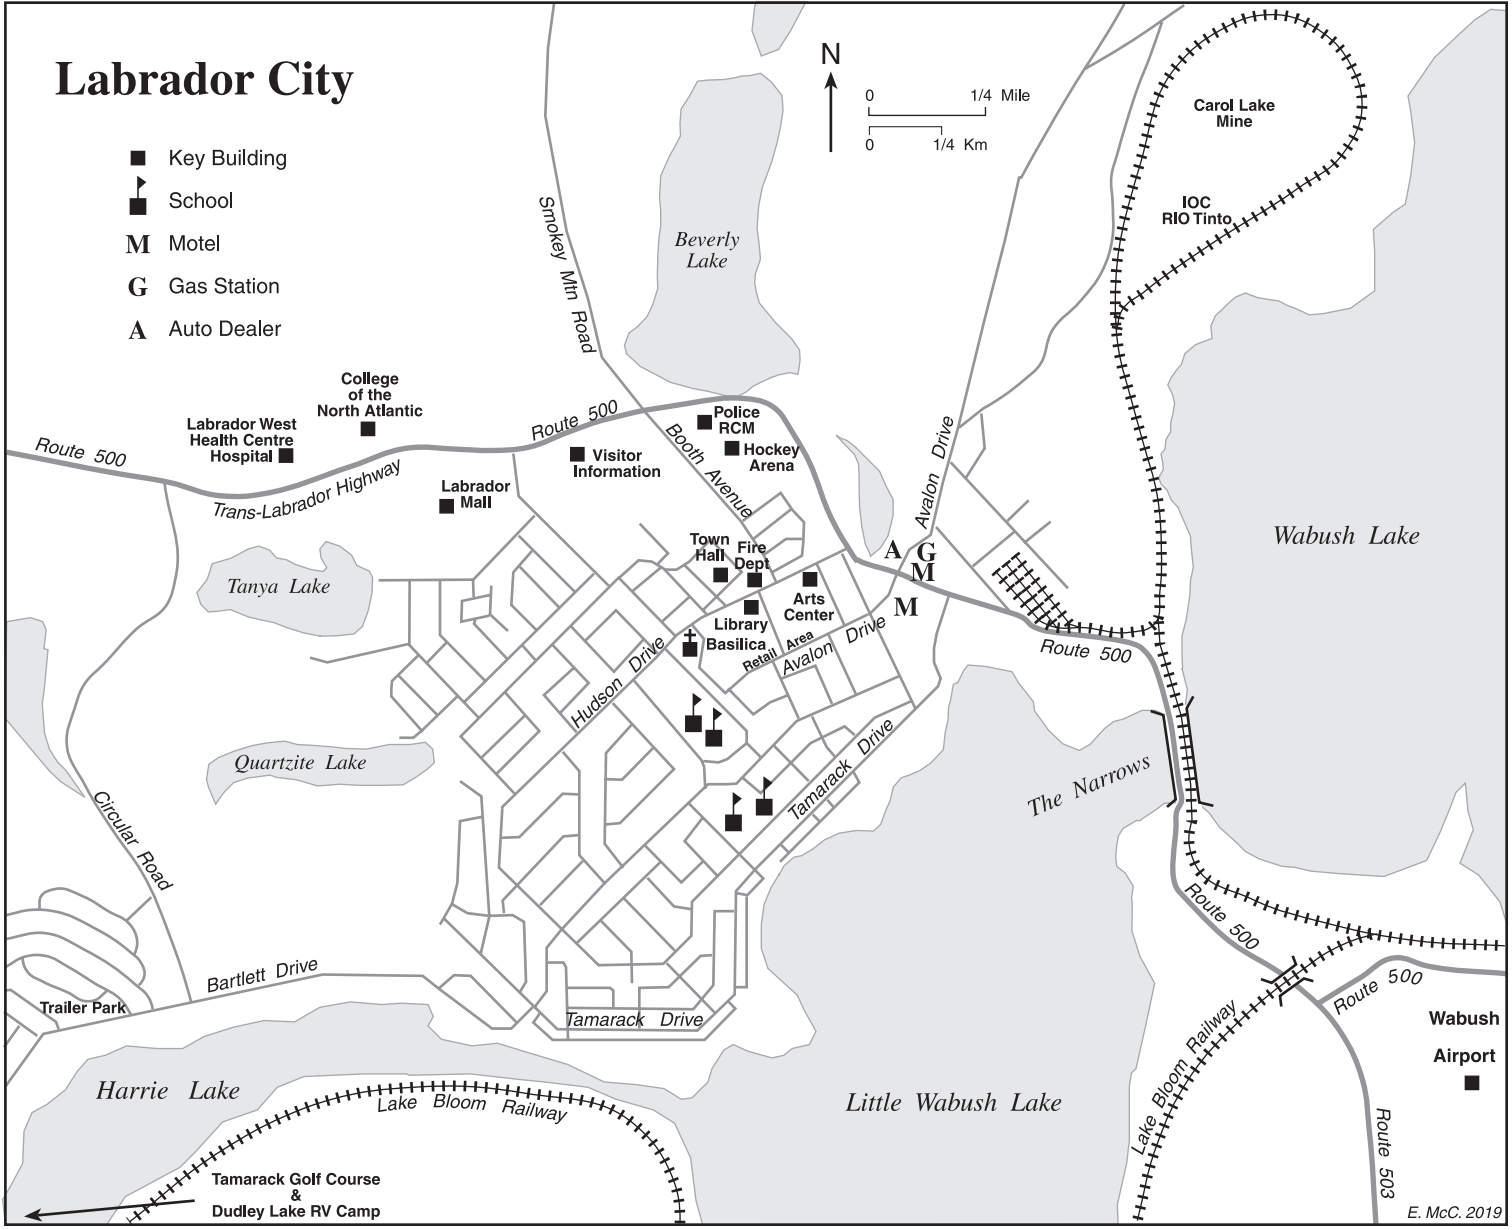 Labrador City
Key Building
School
M Motel
G Gas Station
A Auto Dealer
N
0 1/4 Mile
0 1/4 Km
Carol Lake
Mine
IOC
RIO Tinto
Smokey Mtn Road
Beverly
Lake
College
of the
North Atlantic
Labrador West
Health Centre
Hospital
Route 500
Trans-Labrador Highway
Route 500
Police
RCM
Hockey
Arena
Booth Avenue
Visitor
Information
Labrador
Mall
Avalon Drive
A
G
M
M
Wabush Lake
Town
Hall
Fire
Dept
Arts
Center
Library
Basilica
Retail Area
Avalon Drive
Tanya Lake
Hudson Drive
Route 500
Quartzite Lake
Tamarack Drive
The Narrows
Circular Road
Route 500
Bartlett Drive
Trailer Park
Tamarack Drive
Route 500
Wabush
Airport
Harrie Lake
Lake Bloom Railway
Little Wabush Lake
Lake Bloom Railway
Route 503
Tamarack Golf Course
&
Dudley Lake RV Camp
E. McC. 2019